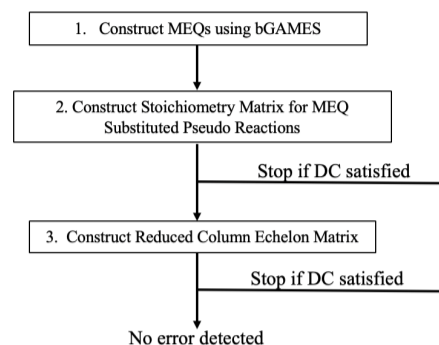 1. Construct MEQs using bGAMES
2. Construct Stoichiometry Matrix for MEQ
Substituted Pseudo Reactions
Stop if DC satisfied
3. Construct Reduced Column Echelon Matrix
Stop if DC satisfied
No error detected